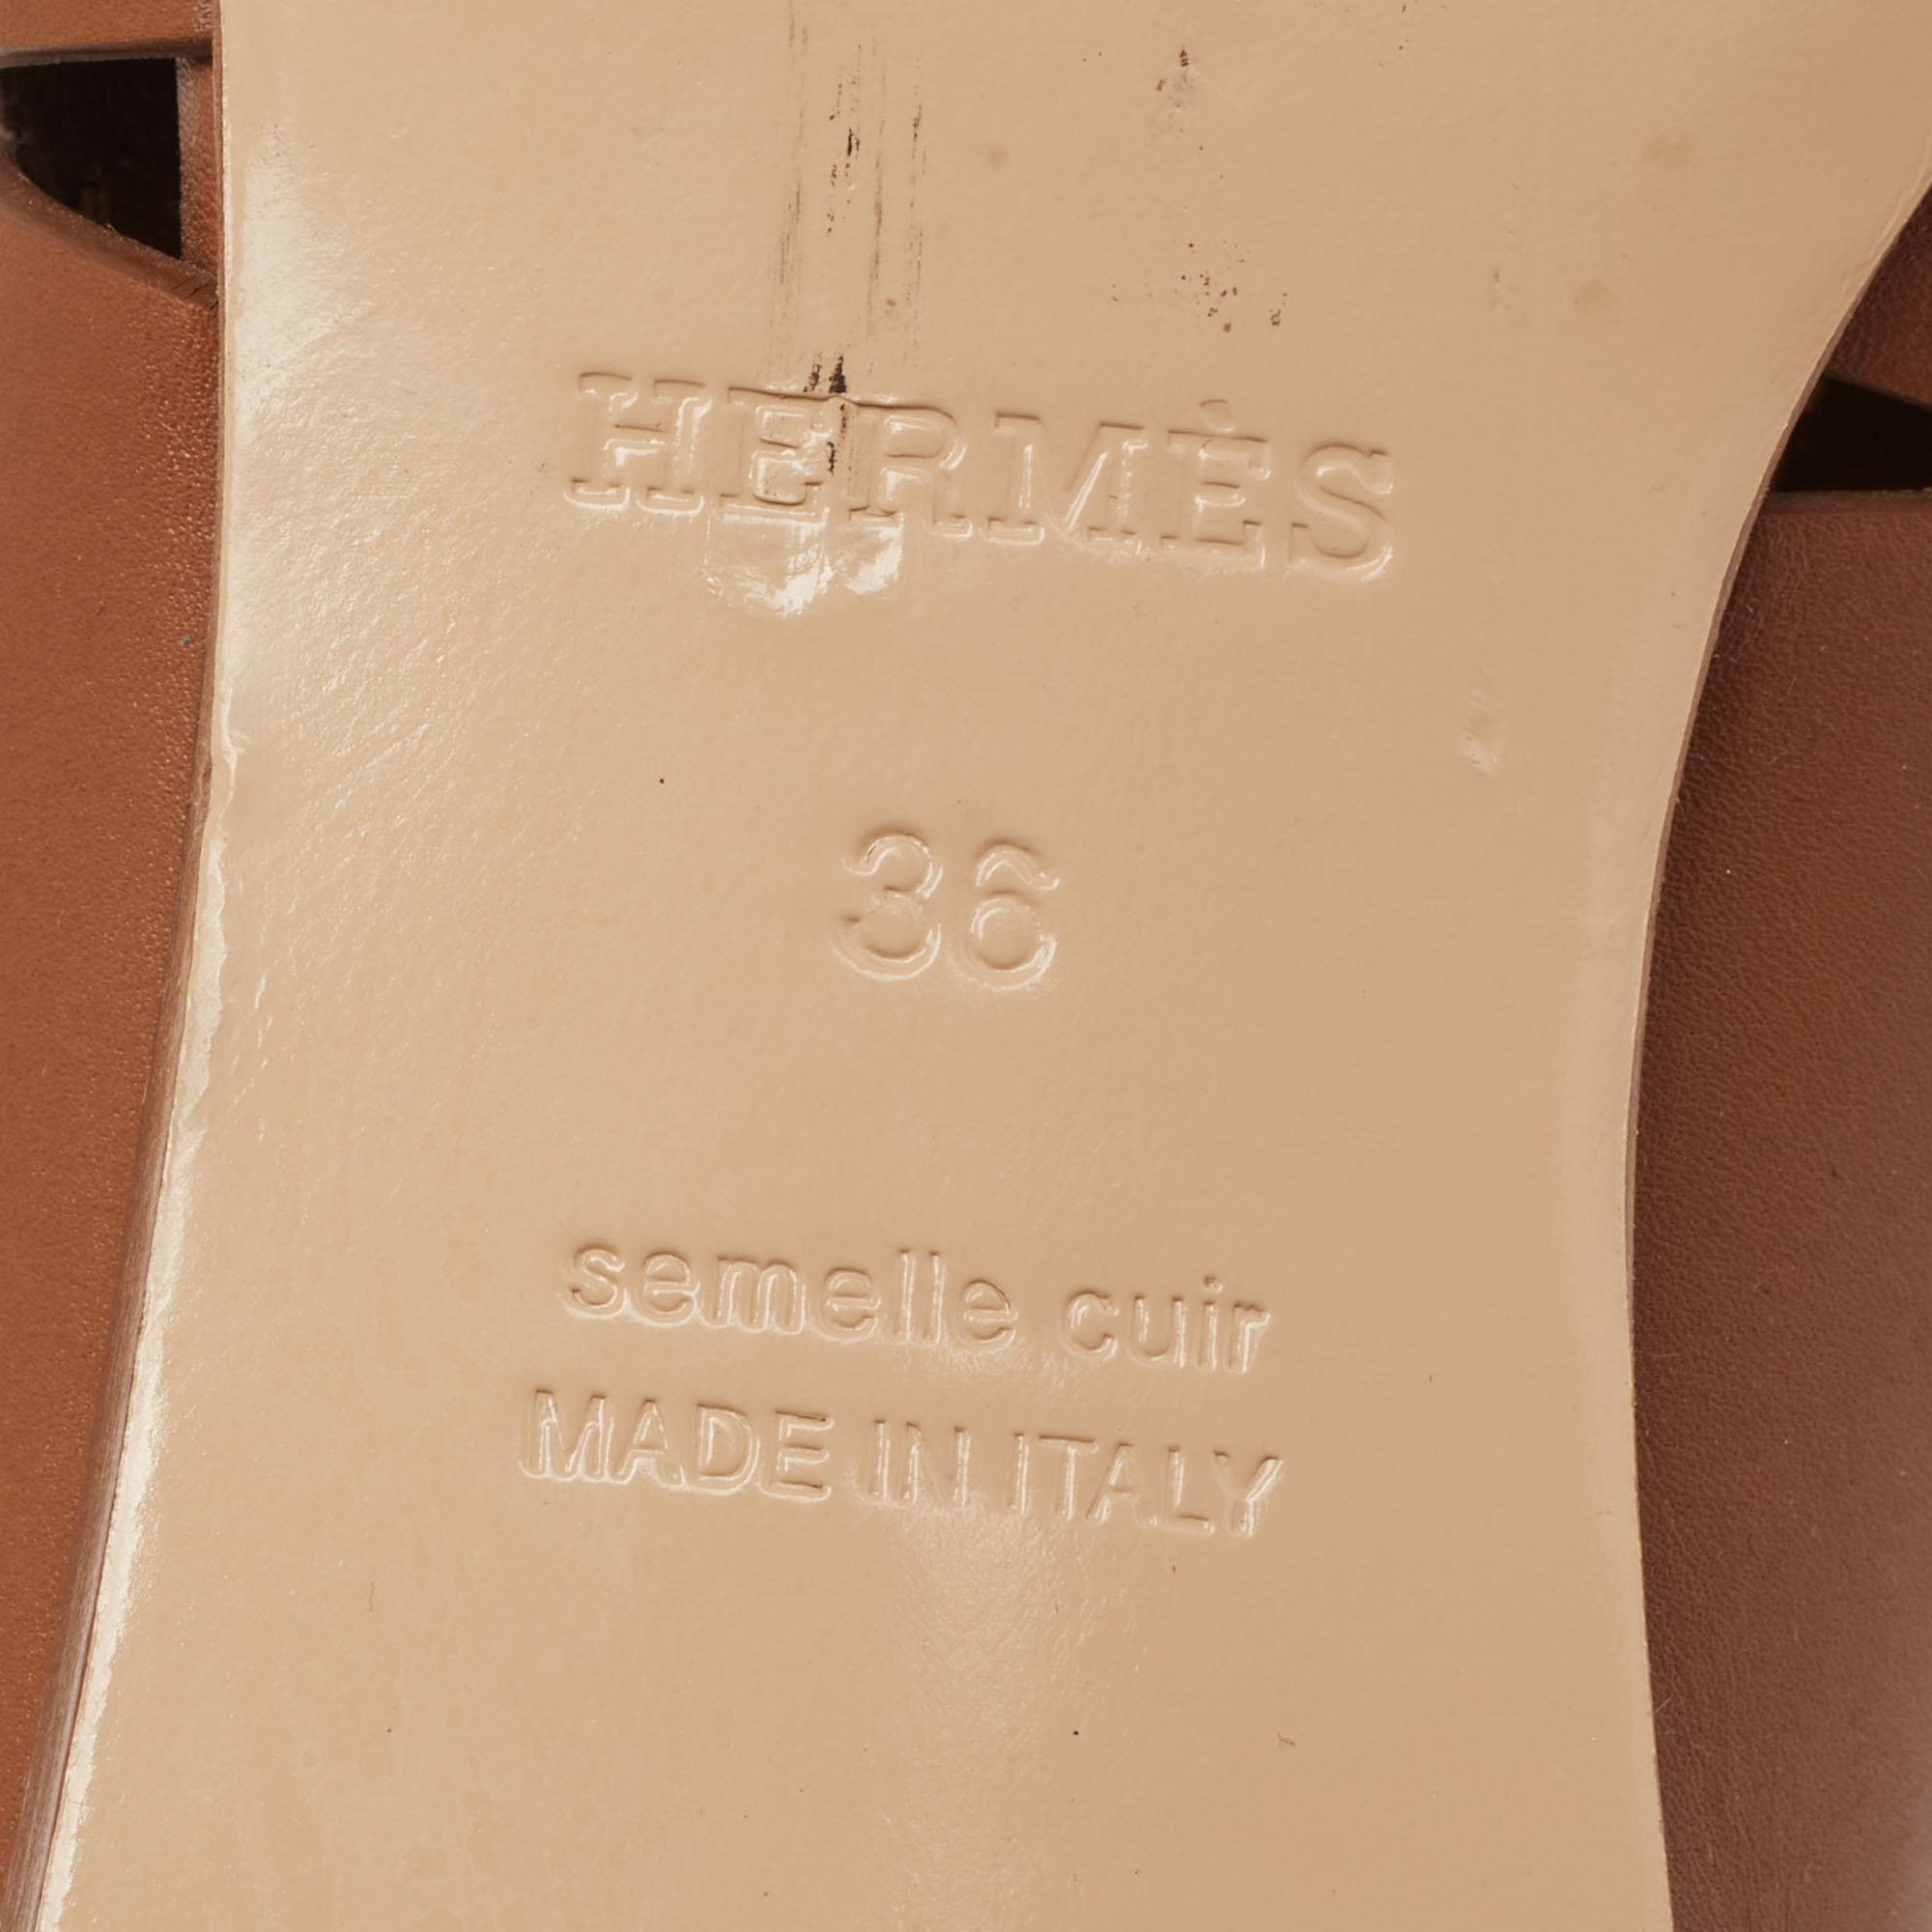 HERMÈS
36
semelle cuir
MADE IN ITALY